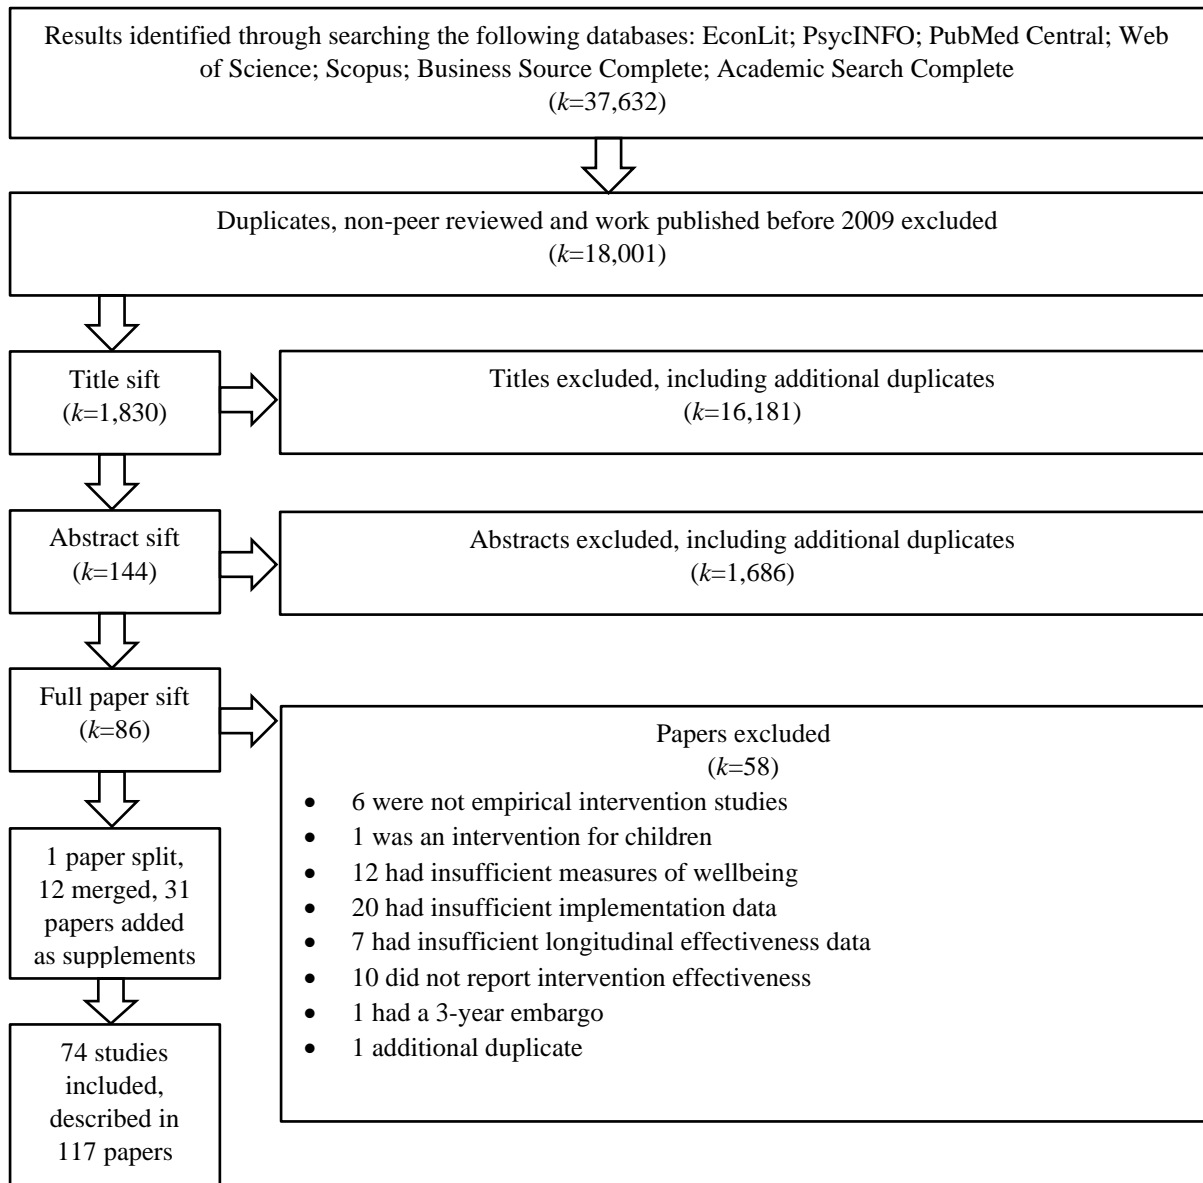 Results identified through searching the following databases: EconLit; PsycINFO; PubMed Central; Web
of Science; Scopus; Business Source Complete; Academic Search Complete
(k=37,632)
Duplicates, non-peer reviewed and work published before 2009 excluded
(k=18,001)
Title sift
(k=1,830)
Titles excluded, including additional duplicates
(k=16,181)
Abstract sift
(k=144)
Abstracts excluded, including additional duplicates
(k=1,686)
Full paper sift
(k=86)
Papers excluded
(k=58)
• 6 were not empirical intervention studies
• 1 was an intervention for children
• 12 had insufficient measures of wellbeing
• 20 had insufficient implementation data
• 7 had insufficient longitudinal effectiveness data
• 10 did not report intervention effectiveness
• 1 had a 3-year embargo
• 1 additional duplicate
1 paper split,
12 merged, 31
papers added
as supplements
74 studies
included,
described in
117 papers